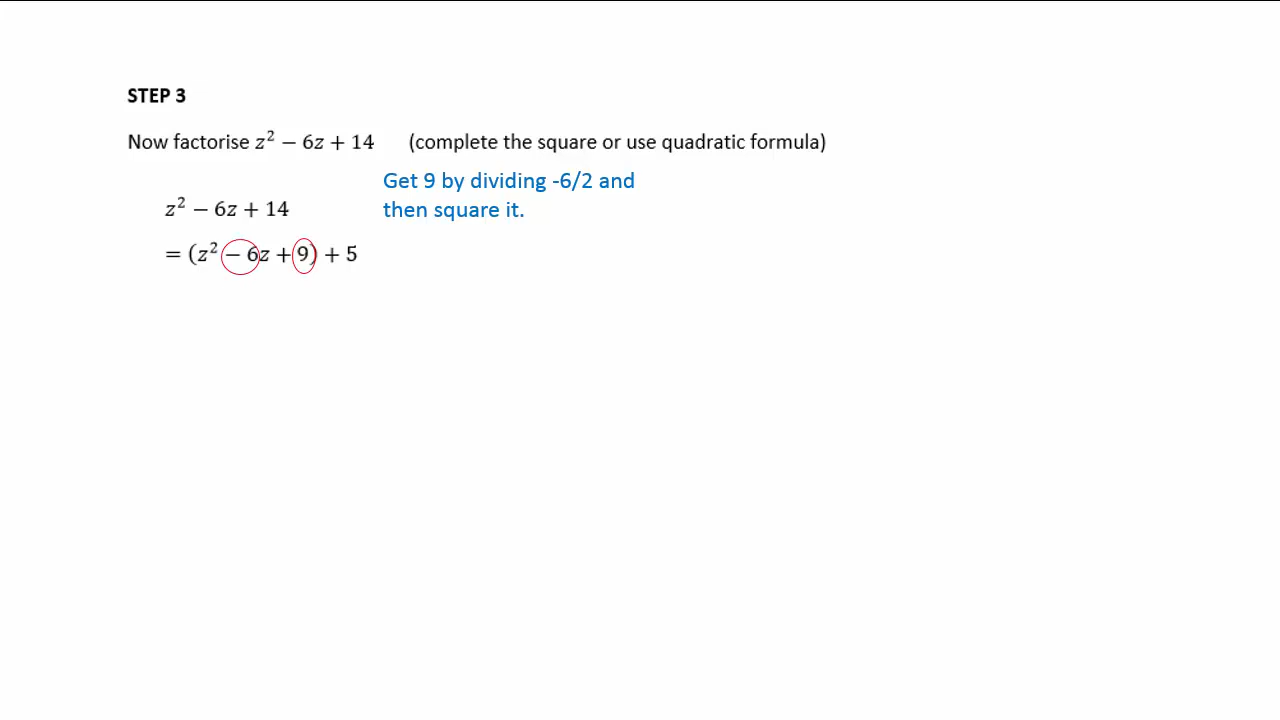 STEP 3
Now factorise z² − 6z + 14 (complete the square or use quadratic formula)
Get 9 by dividing -6/2 and
then square it.
z² − 6z + 14
= (z² − 6z + 9) + 5